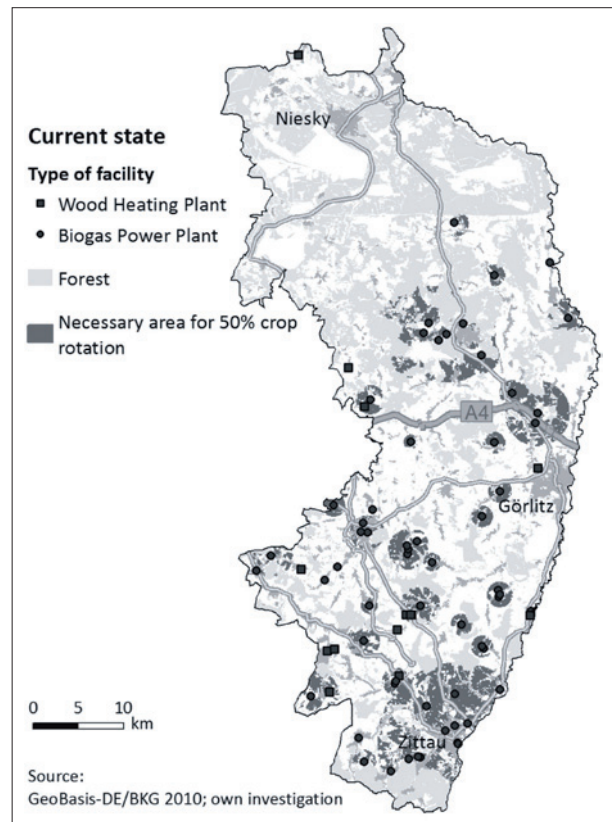 Niesky
Current state
Type of facility
Wood Heating Plant
Biogas Power Plant
Forest
Necessary area for 50% crop
rotation
A4
Görlitz
0 5 10
km
Zittau
Source:
GeoBasis-DE/BKG 2010; own investigation